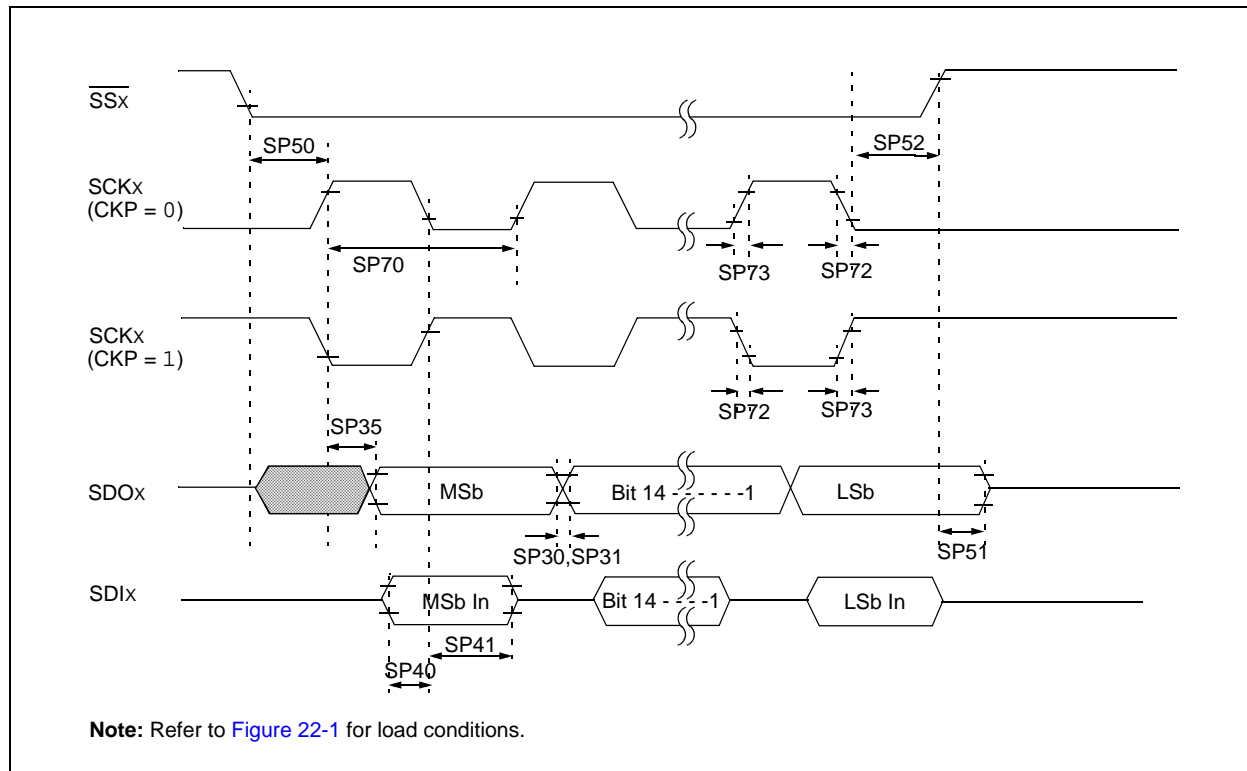 SSx
SP50
SP52
SCKx
(CKP = 0)
SP70
SP73
SP72
SCKx
(CKP = 1)
SP72
SP73
SP35
SDOx
MSb
Bit 14 - - - - - - -1
LSb
SP30,SP31
SP51
SDIx
MSb In
Bit 14 - - - -1
LSb In
SP41
SP40
Note: Refer to Figure 22-1 for load conditions.